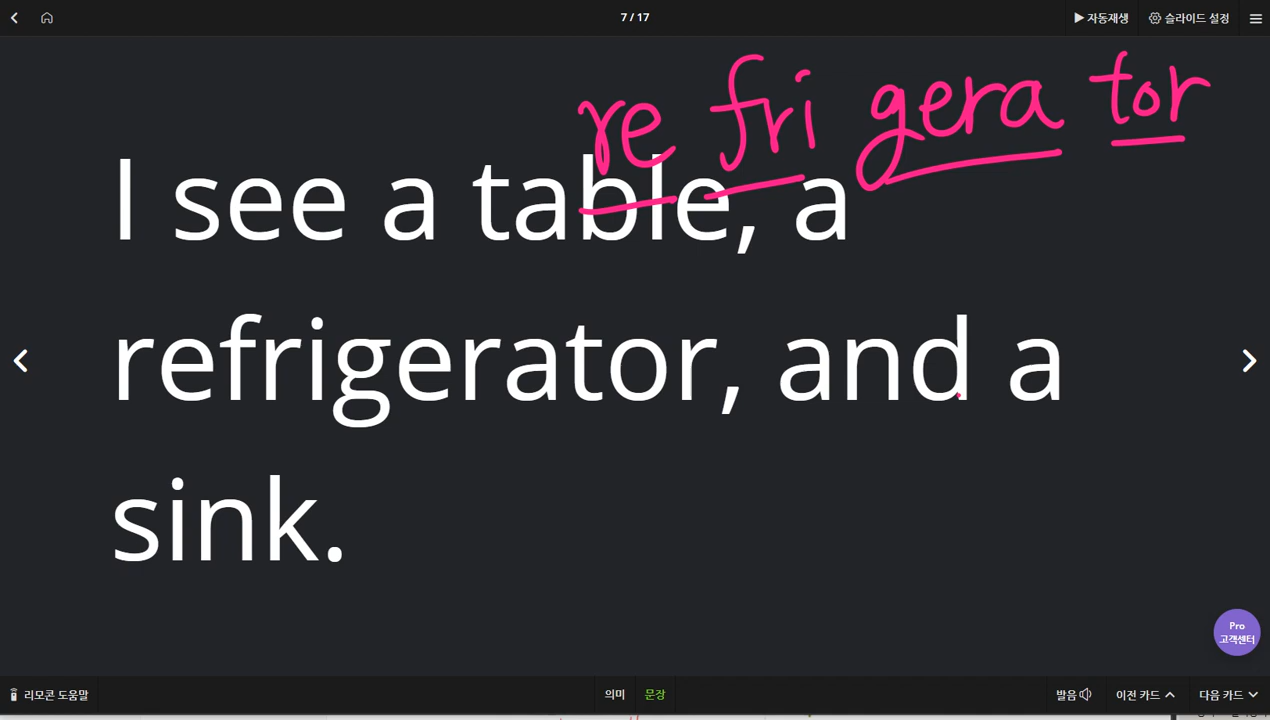 7 / 17
자동재생
슬라이드 설정
re fri gera tor
I see a table, a
refrigerator, and a
sink.
Pro
고객센터
리모콘 도움말
의미
문장
발음
이전 카드
다음 카드